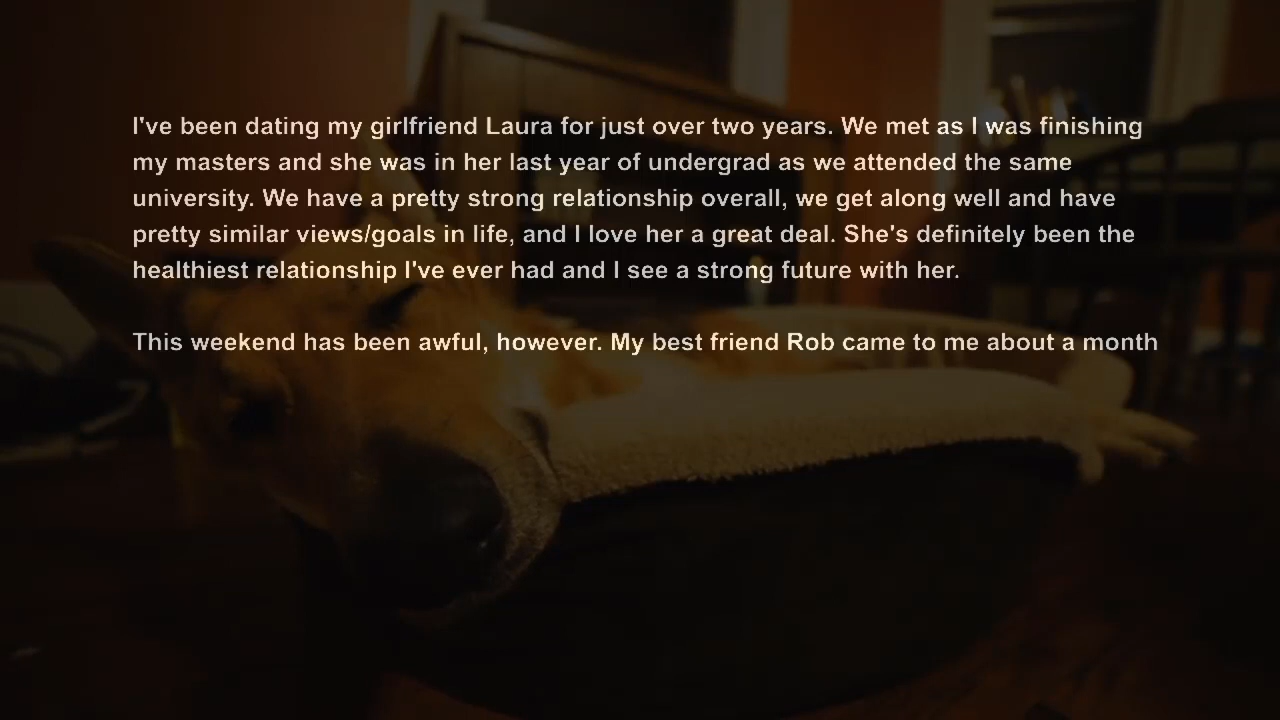 I've been dating my girlfriend Laura for just over two years. We met as I was finishing
my masters and she was in her last year of undergrad as we attended the same
university. We have a pretty strong relationship overall, we get along well and have
pretty similar views/goals in life, and I love her a great deal. She's definitely been the
healthiest relationship I've ever had and I see a strong future with her.
This weekend has been awful, however. My best friend Rob came to me about a month